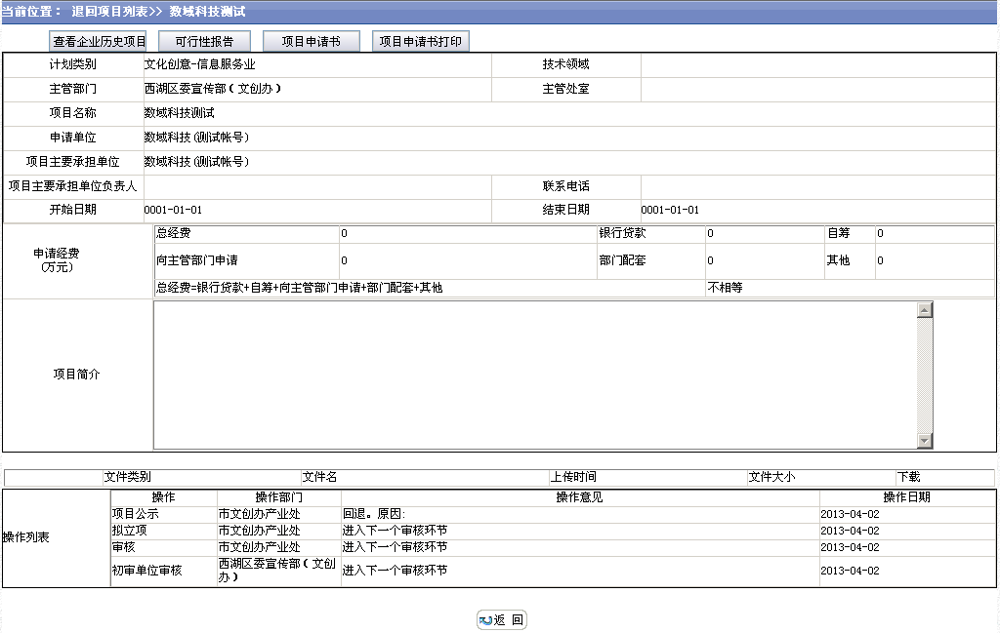 当前位置： 退回项目列表>> 数域科技测试
查看企业历史项目 可行性报告 项目申请书 项目申请书打印
计划类别 文化创意-信息服务业 技术领域
主管部门 西湖区委宣传部（文创办） 主管处室
项目名称 数域科技测试
申请单位 数域科技(测试帐号)
项目主要承担单位 数域科技(测试帐号)
项目主要承担单位负责人 联系电话
开始日期 0001-01-01 结束日期 0001-01-01
总经费 0 银行贷款 0 自筹 0
申请经费
(万元)
向主管部门申请 0 部门配套 0 其他 0
总经费=银行贷款+自筹+向主管部门申请+部门配套+其他 不相等
项目简介
文件类别 文件名 上传时间 文件大小 下载
操作 操作部门 操作意见 操作日期
项目公示 市文创办产业处 回退。原因: 2013-04-02
拟立项 市文创办产业处 进入下一个审核环节 2013-04-02
操作列表
审核 市文创办产业处 进入下一个审核环节 2013-04-02
初审单位审核 西湖区委宣传部（文创
办） 进入下一个审核环节 2013-04-02
返 回